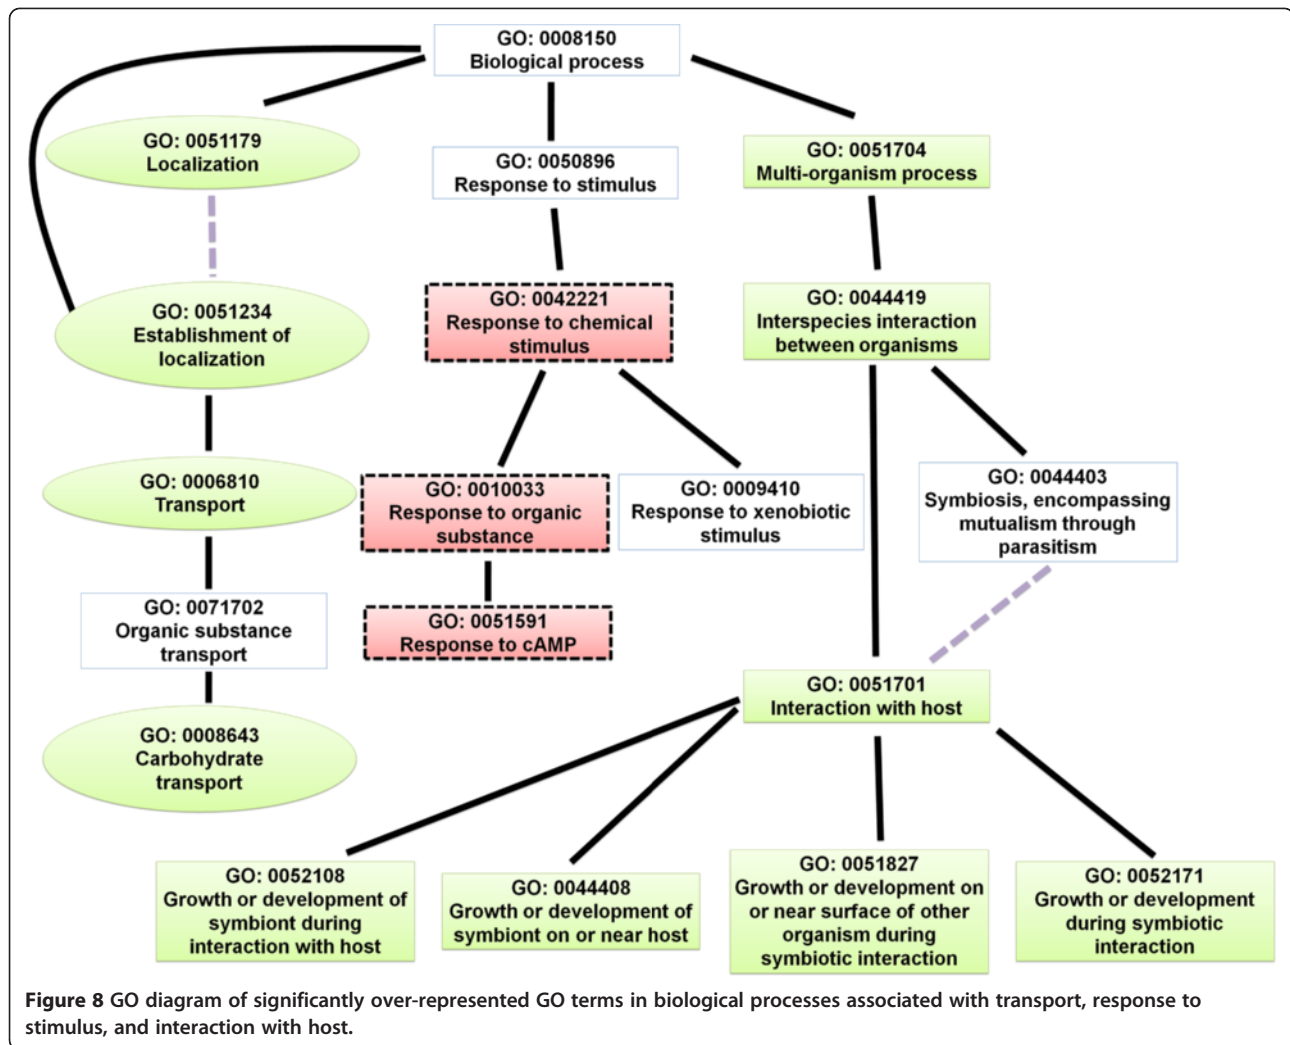 GO: 0008150
Biological process
GO: 0051179
Localization
GO: 0050896
Response to stimulus
GO: 0051704
Multi-organism process
GO: 0051234
Establishment of
localization
GO: 0042221
Response to chemical
stimulus
GO: 0044419
Interspecies interaction
between organisms
GO: 0006810
Transport
GO: 0010033
Response to organic
substance
GO: 0009410
Response to xenobiotic
stimulus
GO: 0044403
Symbiosis, encompassing
mutualism through
parasitism
GO: 0071702
Organic substance
transport
GO: 0051591
Response to cAMP
GO: 0051701
Interaction with host
GO: 0008643
Carbohydrate
transport
GO: 0052108
Growth or development of
symbiont during
interaction with host
GO: 0044408
Growth or development of
symbiont on or near host
GO: 0051827
Growth or development on
or near surface of other
organism during
symbiotic interaction
GO: 0052171
Growth or development
during symbiotic
interaction
Figure 8 GO diagram of significantly over-represented GO terms in biological processes associated with transport, response to
stimulus, and interaction with host.